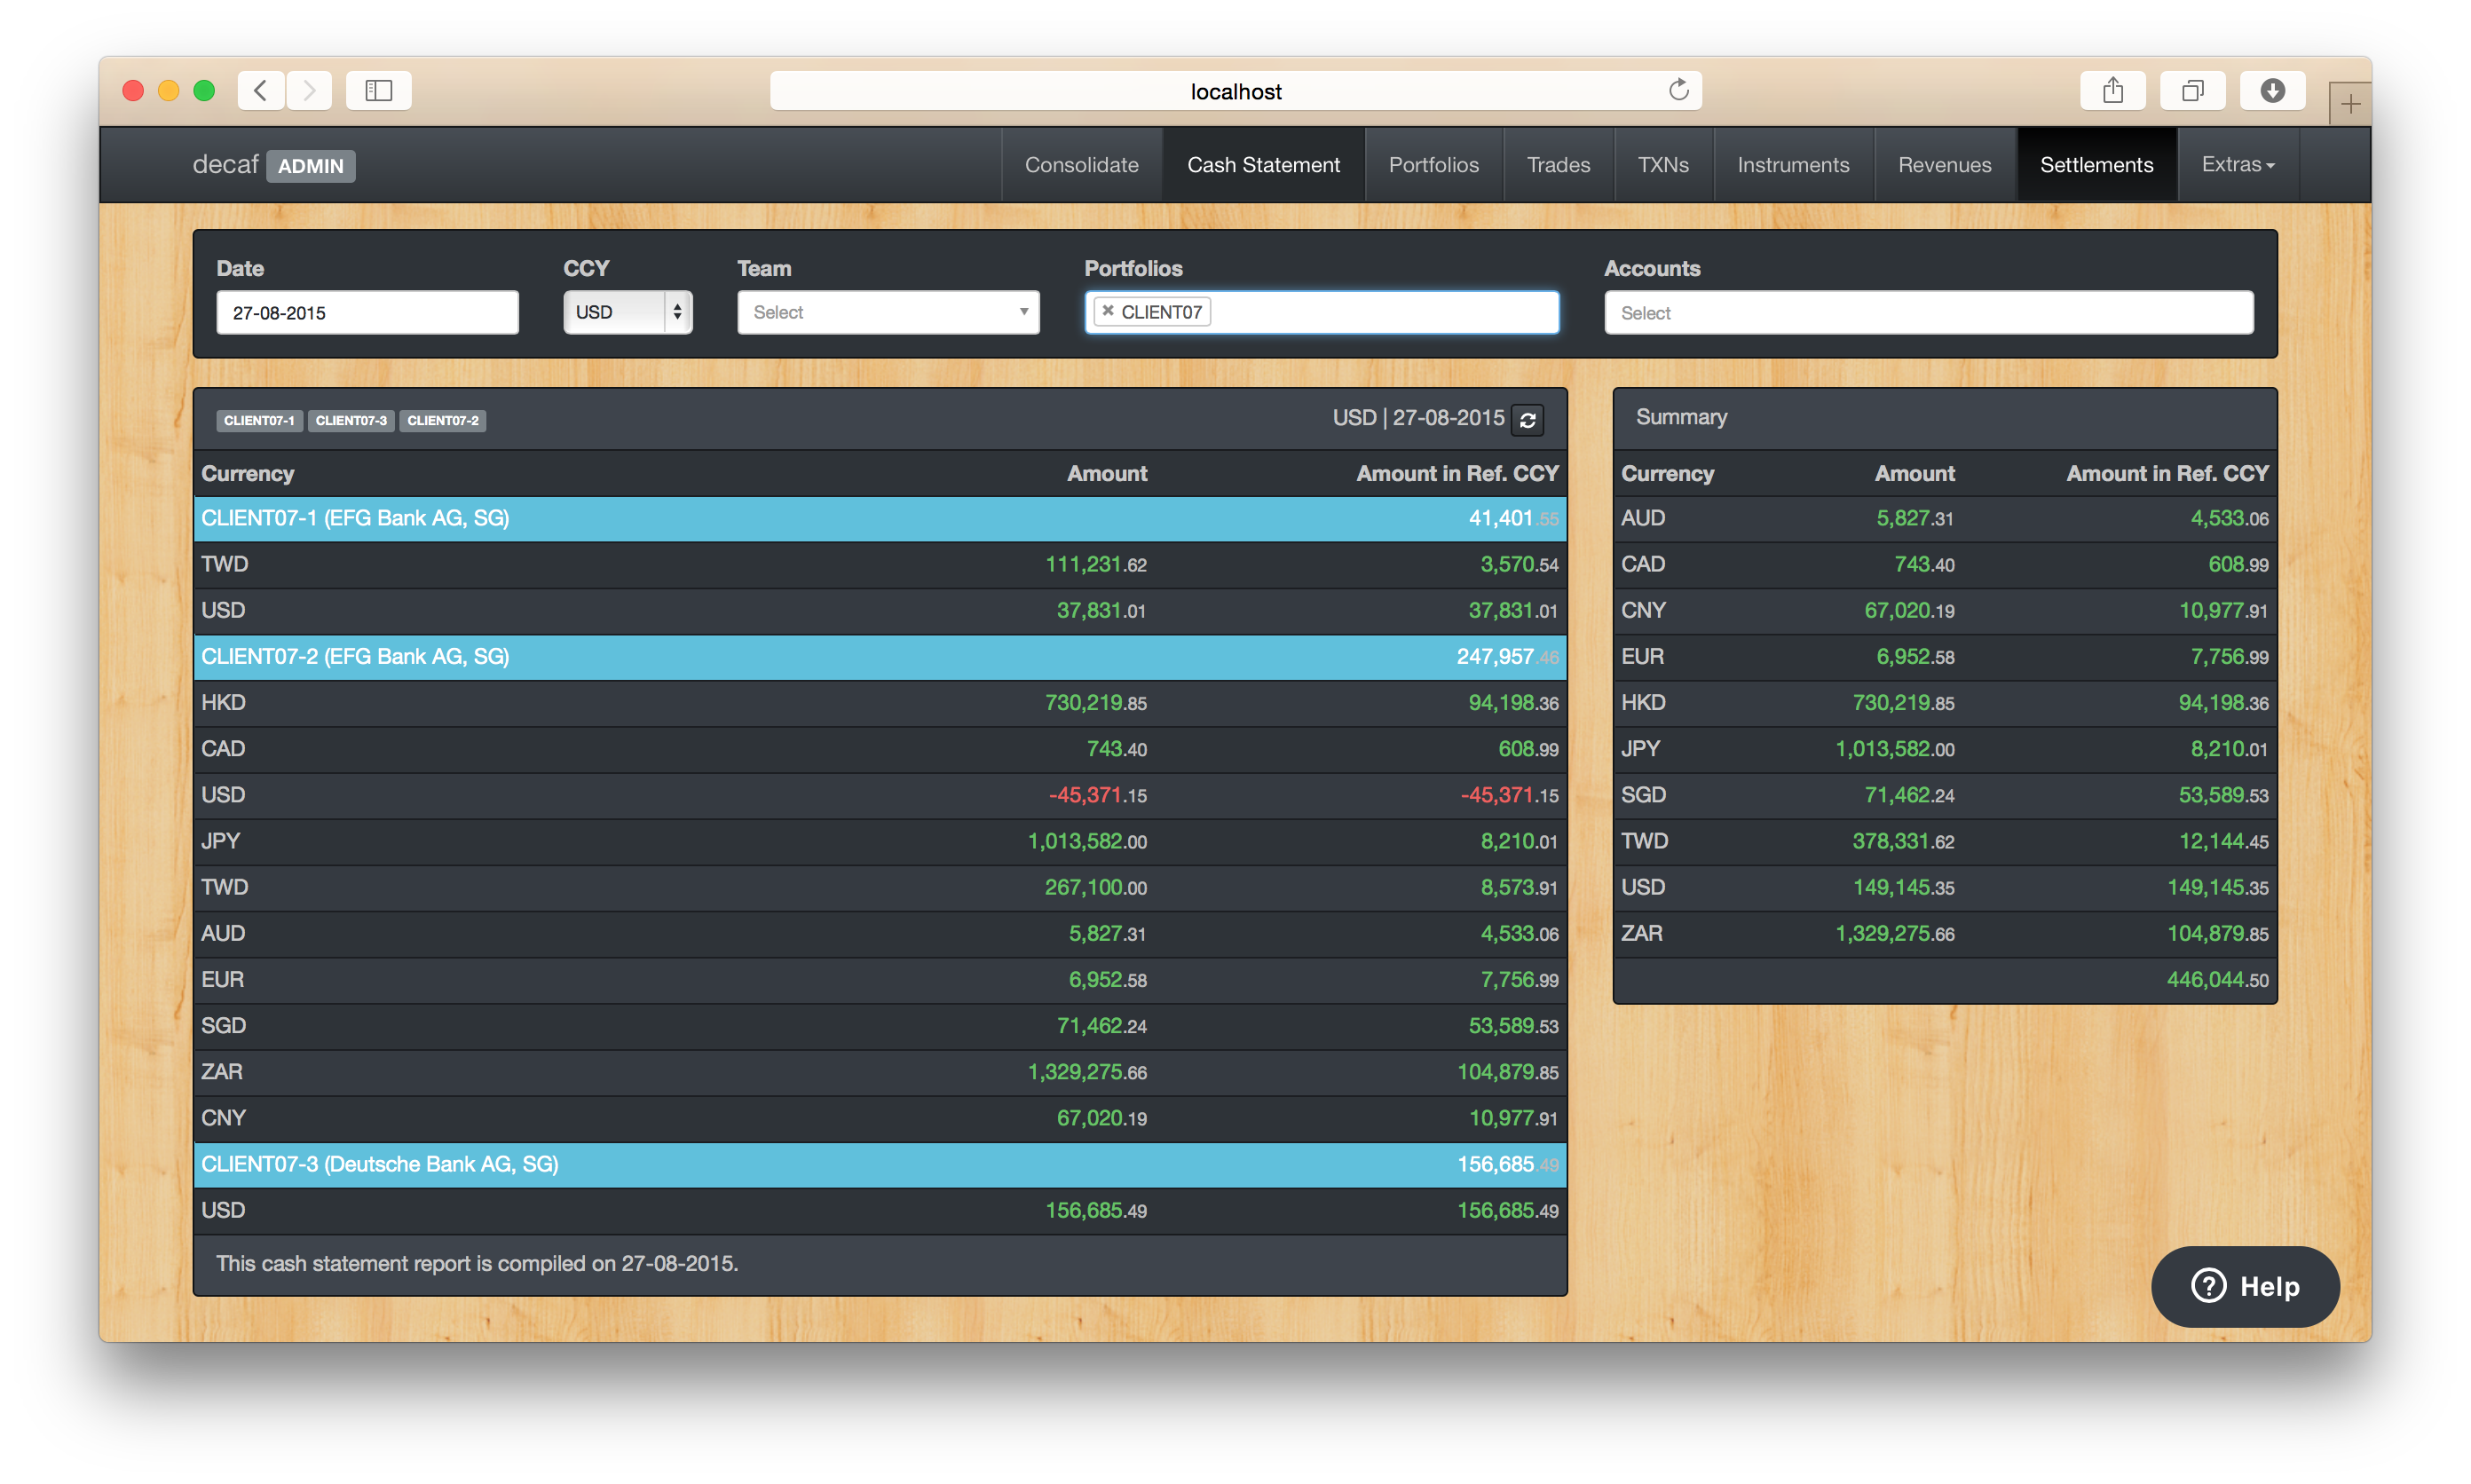 localhost
decaf ADMIN Consolidate Cash Statement Portfolios Trades TXNs Instruments Revenues Settlements Extras
Date CCY Team Portfolios Accounts
27-08-2015 USD Select CLIENT07 Select
CLIENT07-1 CLIENT07-3 CLIENT07-2 USD | 27-08-2015
Currency Amount Amount in Ref. CCY
CLIENT07-1 (EFG Bank AG, SG) 41,401.55
TWD 111,231.62 3,570.54
USD 37,831.01 37,831.01
CLIENT07-2 (EFG Bank AG, SG) 247,957.46
HKD 730,219.85 94,198.36
CAD 743.40 608.99
USD -45,371.15 -45,371.15
JPY 1,013,582.00 8,210.01
TWD 267,100.00 8,573.91
AUD 5,827.31 4,533.06
EUR 6,952.58 7,756.99
SGD 71,462.24 53,589.53
ZAR 1,329,275.66 104,879.85
CNY 67,020.19 10,977.91
CLIENT07-3 (Deutsche Bank AG, SG) 156,685.49
USD 156,685.49 156,685.49
This cash statement report is compiled on 27-08-2015.
Summary
Currency Amount Amount in Ref. CCY
AUD 5,827.31 4,533.06
CAD 743.40 608.99
CNY 67,020.19 10,977.91
EUR 6,952.58 7,756.99
HKD 730,219.85 94,198.36
JPY 1,013,582.00 8,210.01
SGD 71,462.24 53,589.53
TWD 378,331.62 12,144.45
USD 149,145.35 149,145.35
ZAR 1,329,275.66 104,879.85
446,044.50
Help